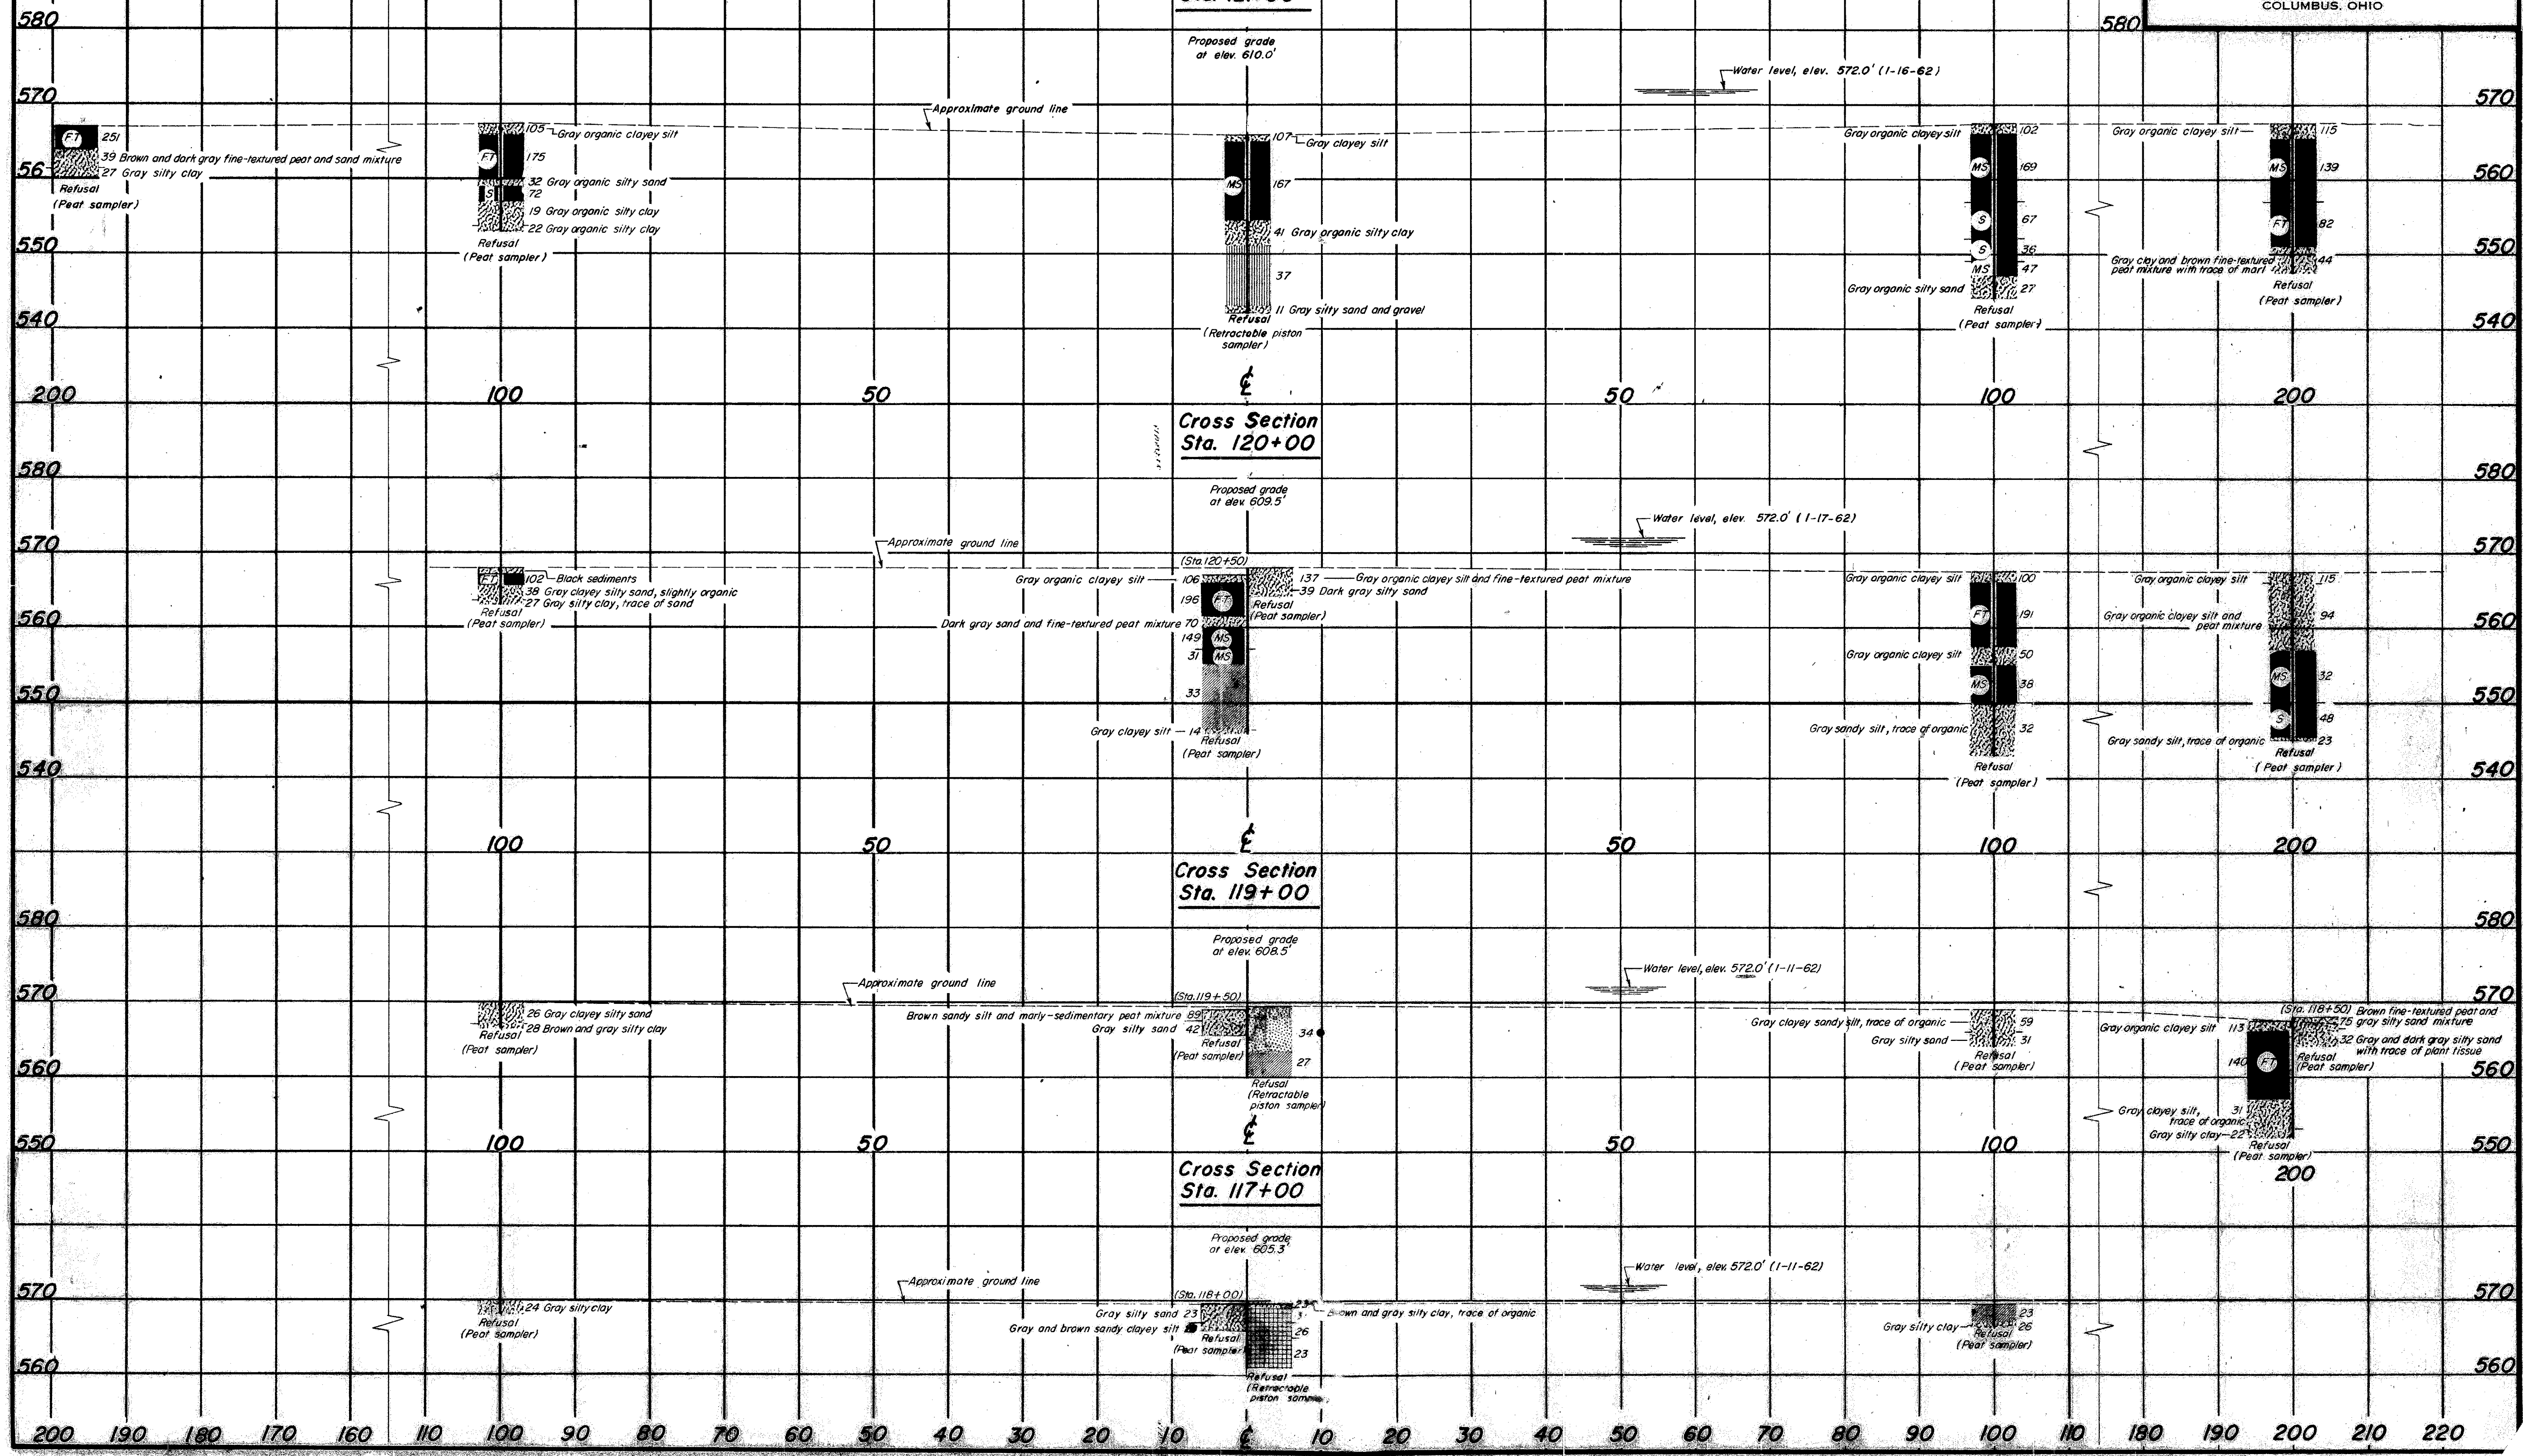 COLUMBUS, OHIO
580
580
Proposed grade
at elev. 610.0'
Water level, elev. 572.0' (1-16-62)
570
570
Approximate ground line
FT
251
39 Brown and dark gray fine-textured peat and sand mixture
27 Gray silty clay
Refusal
(Peat sampler)
105
Gray organic clayey silt
FT
175
32 Gray organic silty sand
S
72
19 Gray organic silty clay
22 Gray organic silty clay
Refusal
(Peat sampler)
107
Gray clayey silt
MS
167
41 Gray organic silty clay
37
11 Gray silty sand and gravel
Refusal
(Retractable piston
sampler)
Gray organic clayey silt
102
MS
169
S
67
S
36
MS
47
Gray organic silty sand
27
Refusal
(Peat sampler)
Gray organic clayey silt
115
MS
139
FT
82
Gray clay and brown fine-textured
peat mixture with trace of marl
44
Refusal
(Peat sampler)
560
560
550
550
540
540
200
100
50
50
100
200
Cross Section
Sta. 120+00
580
580
Proposed grade
at elev. 609.5'
Water level, elev. 572.0' (1-17-62)
570
570
Approximate ground line
FT
102
Black sediments
38 Gray clayey silty sand, slightly organic
27 Gray silty clay, trace of sand
Refusal
(Peat sampler)
(Sta. 120+50)
Gray organic clayey silt
106
196
FT
Dark gray sand and fine-textured peat mixture 70
149
MS
31
MS
33
Gray clayey silt
14
Refusal
(Peat sampler)
137
Gray organic clayey silt and fine-textured peat mixture
39 Dark gray silty sand
Refusal
(Peat sampler)
Gray organic clayey silt
100
FT
191
Gray organic clayey silt
50
MS
38
Gray sandy silt, trace of organic
32
Refusal
(Peat sampler)
Gray organic clayey silt
115
Gray organic clayey silt and
peat mixture
94
MS
32
S
48
Gray sandy silt, trace of organic
23
Refusal
(Peat sampler)
560
560
550
550
540
540
100
50
50
100
200
Cross Section
Sta. 119+00
580
580
Proposed grade
at elev. 608.5'
Water level, elev. 572.0' (1-11-62)
570
570
Approximate ground line
26 Gray clayey silty sand
28 Brown and gray silty clay
Refusal
(Peat sampler)
(Sta. 119+50)
Brown sandy silt and marly-sedimentary peat mixture 89
Gray silty sand 42
Refusal
(Peat sampler)
34
27
Refusal
(Retractable
piston sampler)
Gray clayey sandy silt, trace of organic
59
Gray silty sand
31
Refusal
(Peat sampler)
(Sta. 118+50) Brown fine-textured peat and
75 gray silty sand mixture
32 Gray and dark gray silty sand
with trace of plant tissue
Refusal
(Peat sampler)
Gray organic clayey silt 113
140
FT
Gray clayey silt,
trace of organic
31
Gray silty clay 22
Refusal
(Peat sampler)
560
560
550
550
100
50
50
100
200
Cross Section
Sta. 117+00
Proposed grade
at elev. 605.3'
Water level, elev. 572.0' (1-11-62)
570
570
Approximate ground line
24 Gray silty clay
Refusal
(Peat sampler)
(Sta. 118+00)
Gray silty sand 23
Gray and brown sandy clayey silt
Refusal
(Peat sampler)
23
Brown and gray silty clay, trace of organic
26
23
Refusal
(Retractable
piston sampler)
23
Gray silty clay
26
Refusal
(Peat sampler)
560
560
200 190 180 170 160 110 100 90 80 70 60 50 40 30 20 10 10 20 30 40 50 60 70 80 90 100 110 180 190 200 210 220